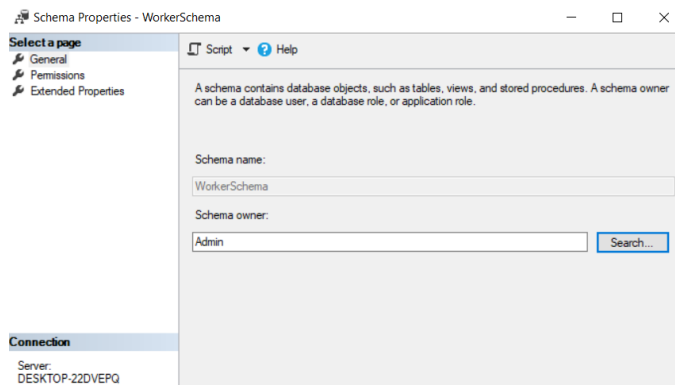 Schema Properties - WorkerSchema
Select a page
General
Permissions
Extended Properties
Script
Help
A schema contains database objects, such as tables, views, and stored procedures. A schema owner
can be a database user, a database role, or application role.
Schema name:
WorkerSchema
Schema owner:
Admin
Search...
Connection
Server:
DESKTOP-22DVEPQ